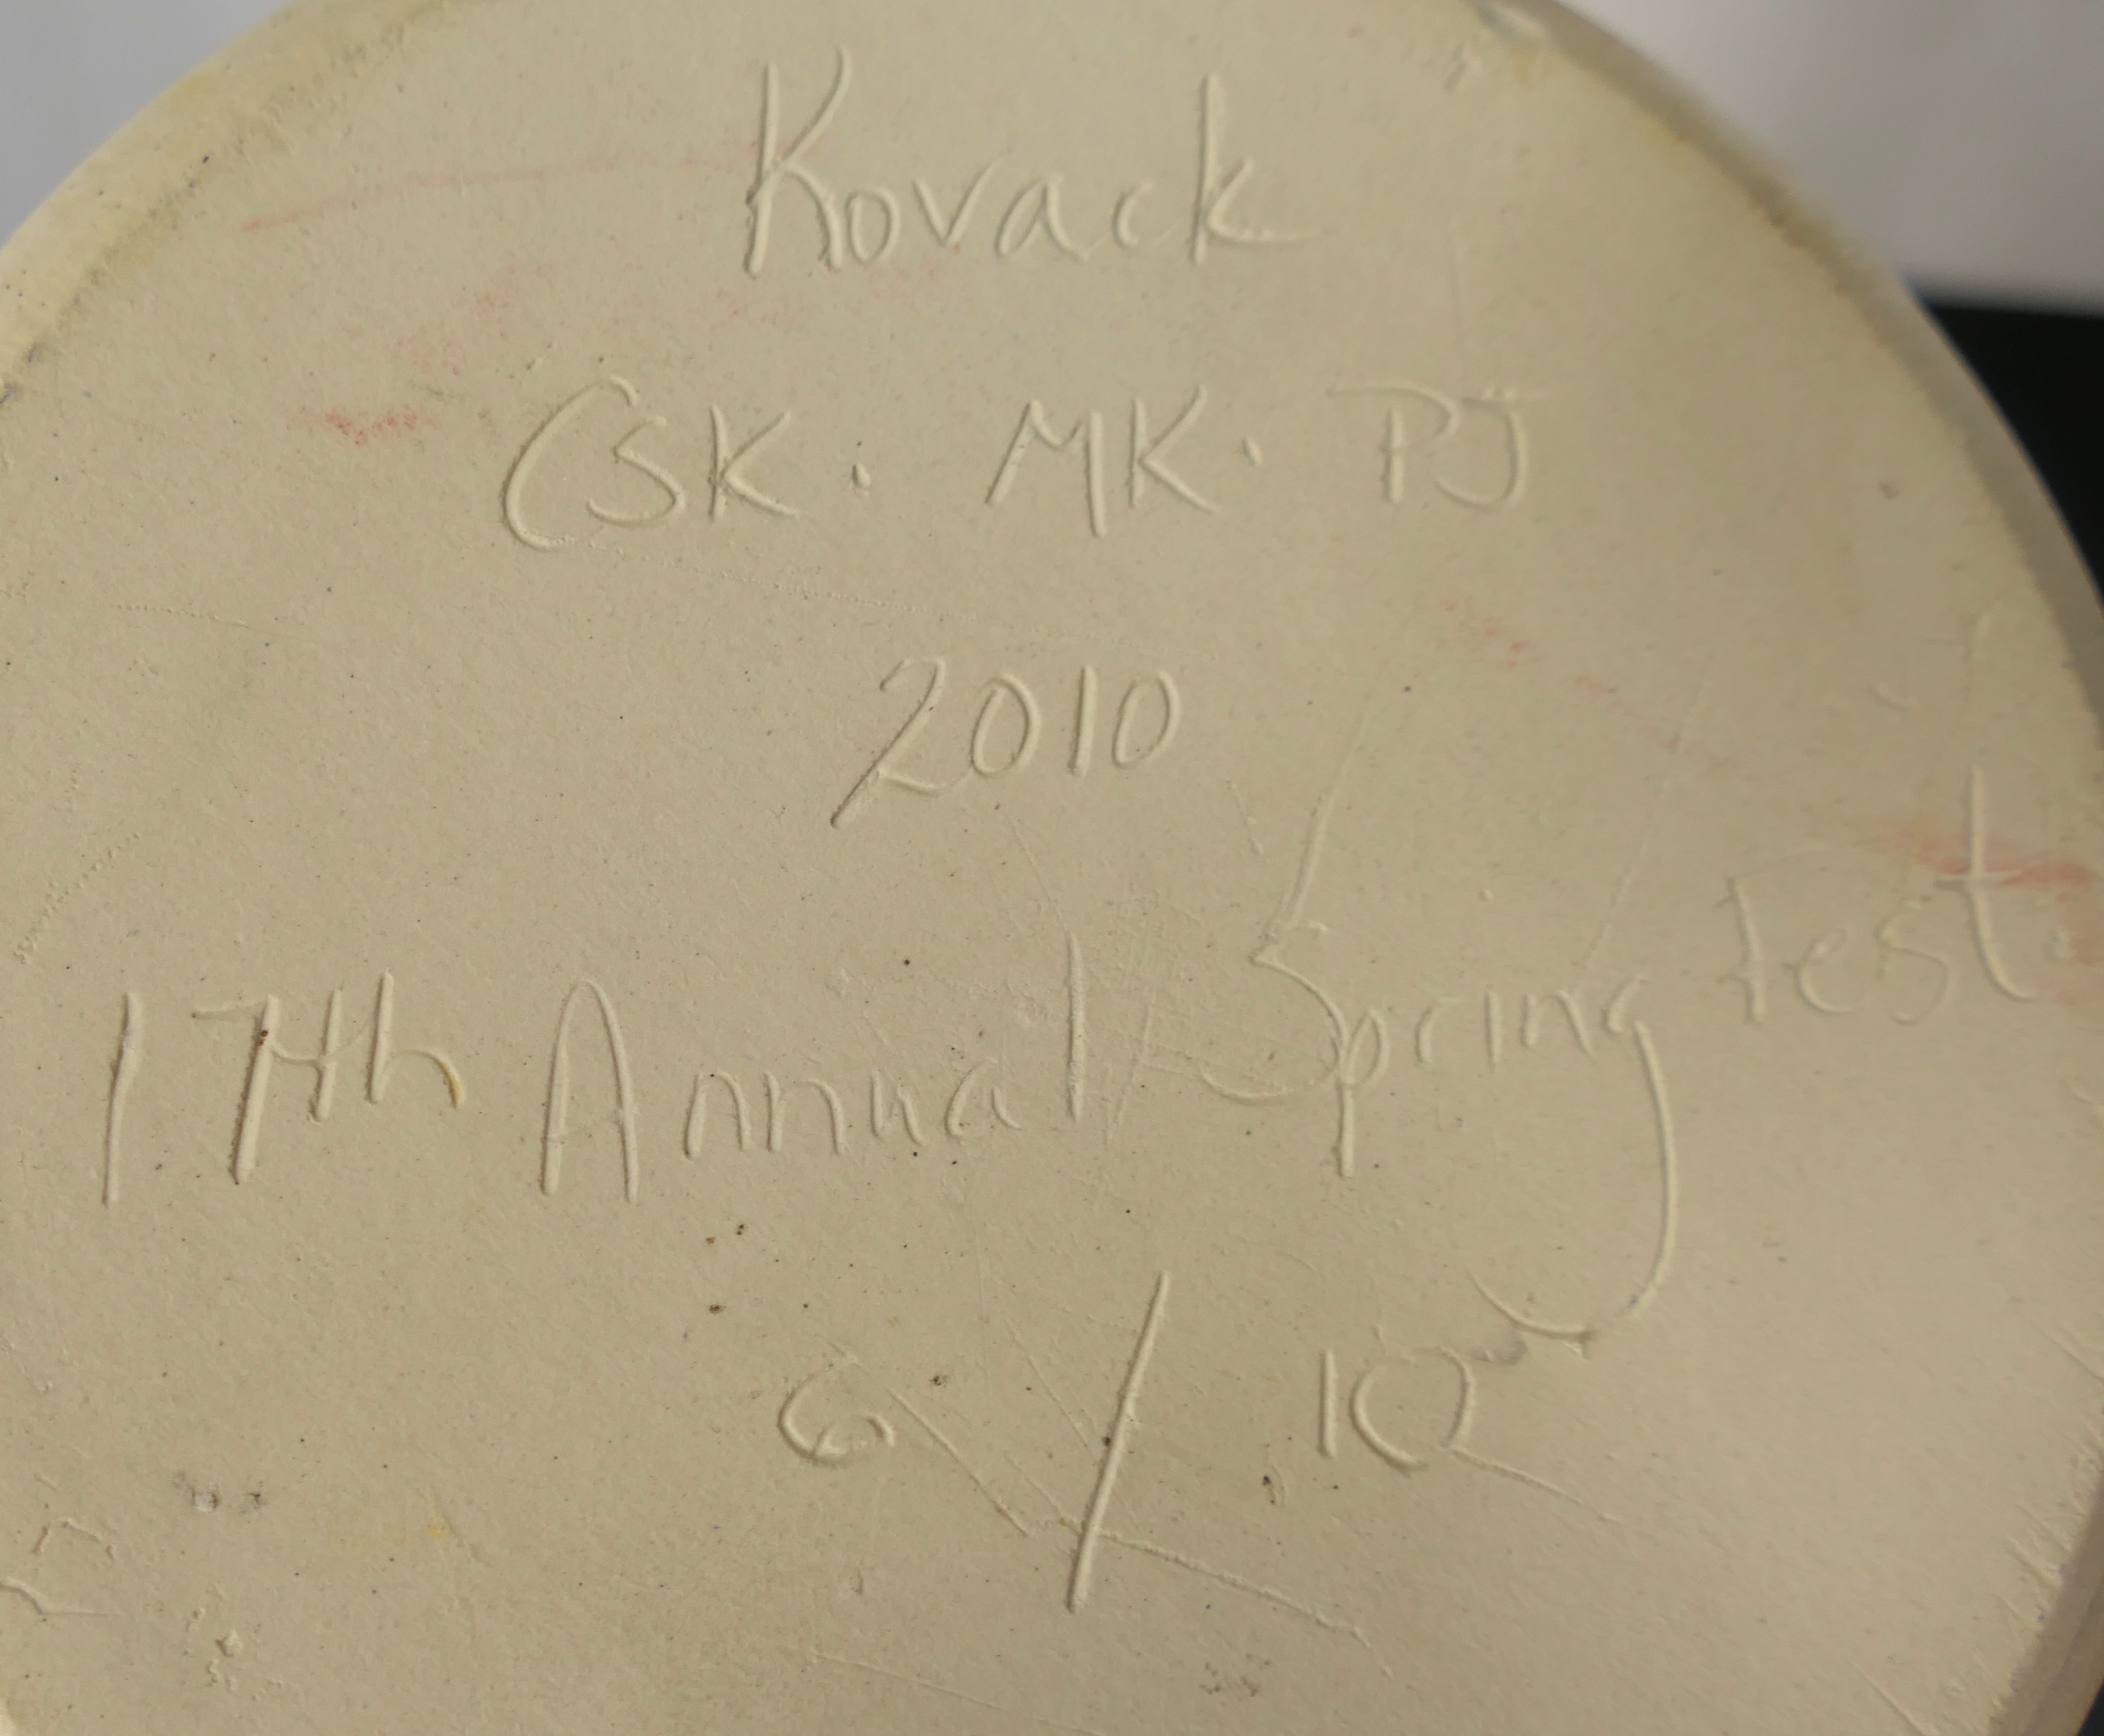 Kovack
CSK · MK · PJ
2010
17th Annual Spring Fest
6/10